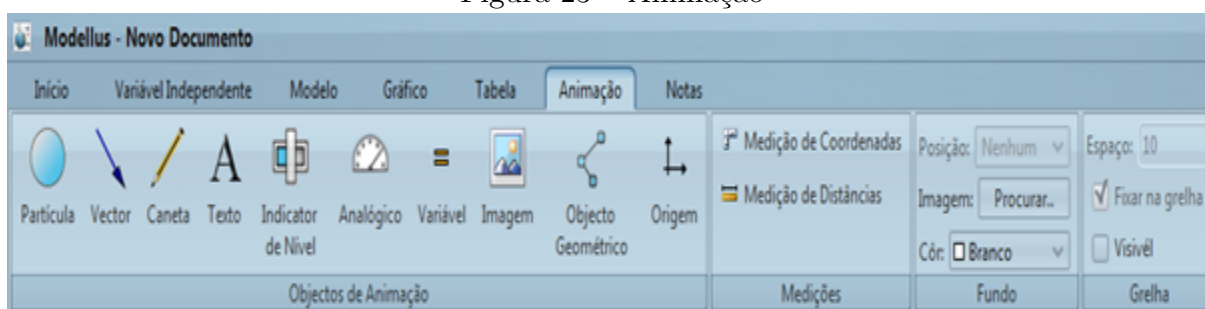 Modellus - Novo Documento
Início Variável Independente Modelo Gráfico Tabela Animação Notas
Partícula Vector Caneta Texto Indicator de Nível Analógico Variável Imagem Objecto Geométrico Origem
Objectos de Animação
Medição de Coordenadas
Medição de Distâncias
Medições
Posição: Nenhum
Imagem: Procurar..
Côr: Branco
Fundo
Espaço: 10
Fixar na grelha
Visivél
Grelha